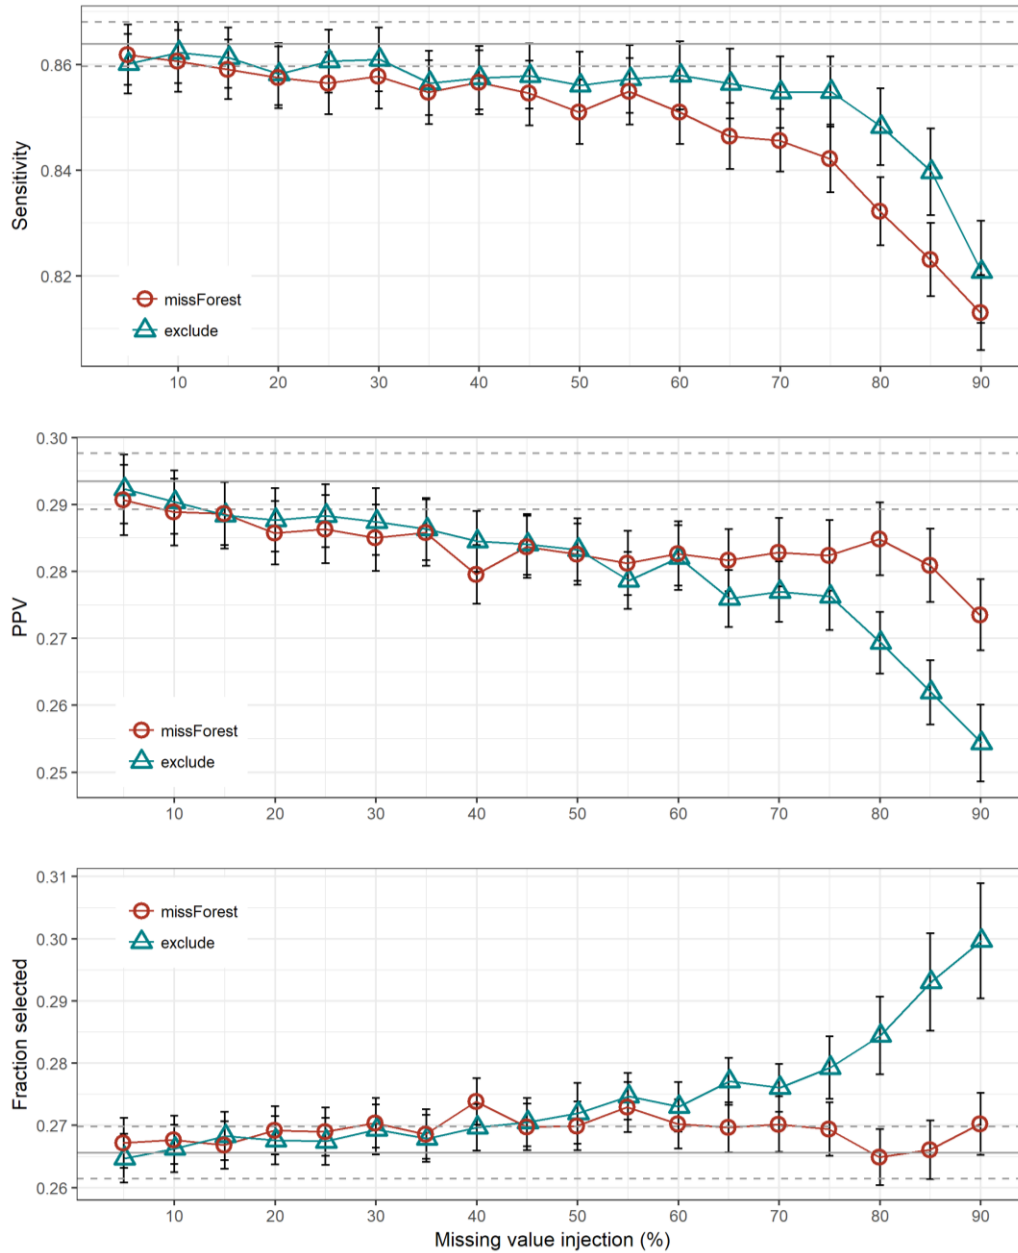 Sensitivity
0.86
0.84
0.82
missForest
exclude
10 20 30 40 50 60 70 80 90
PPV
0.30
0.29
0.28
0.27
0.26
0.25
missForest
exclude
10 20 30 40 50 60 70 80 90
Fraction selected
0.31
0.30
0.29
0.28
0.27
0.26
missForest
exclude
10 20 30 40 50 60 70 80 90
Missing value injection (%)